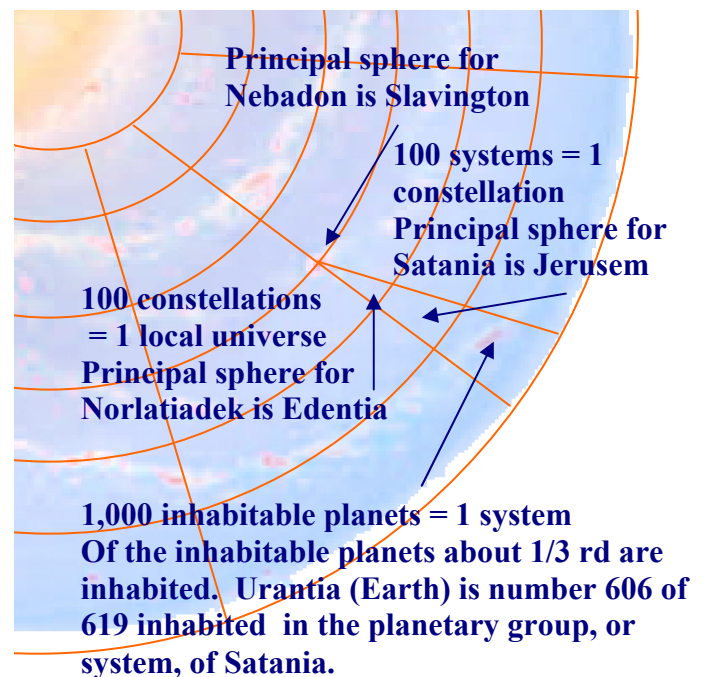 Principal sphere for
Nebadon is Slavington
100 systems = 1
constellation
Principal sphere for
Satania is Jerusem
100 constellations
= 1 local universe
Principal sphere for
Norlatiadek is Edentia
1,000 inhabitable planets = 1 system
Of the inhabitable planets about 1/3 rd are
inhabited.  Urantia (Earth) is number 606 of
619 inhabited  in the planetary group, or
system, of Satania.